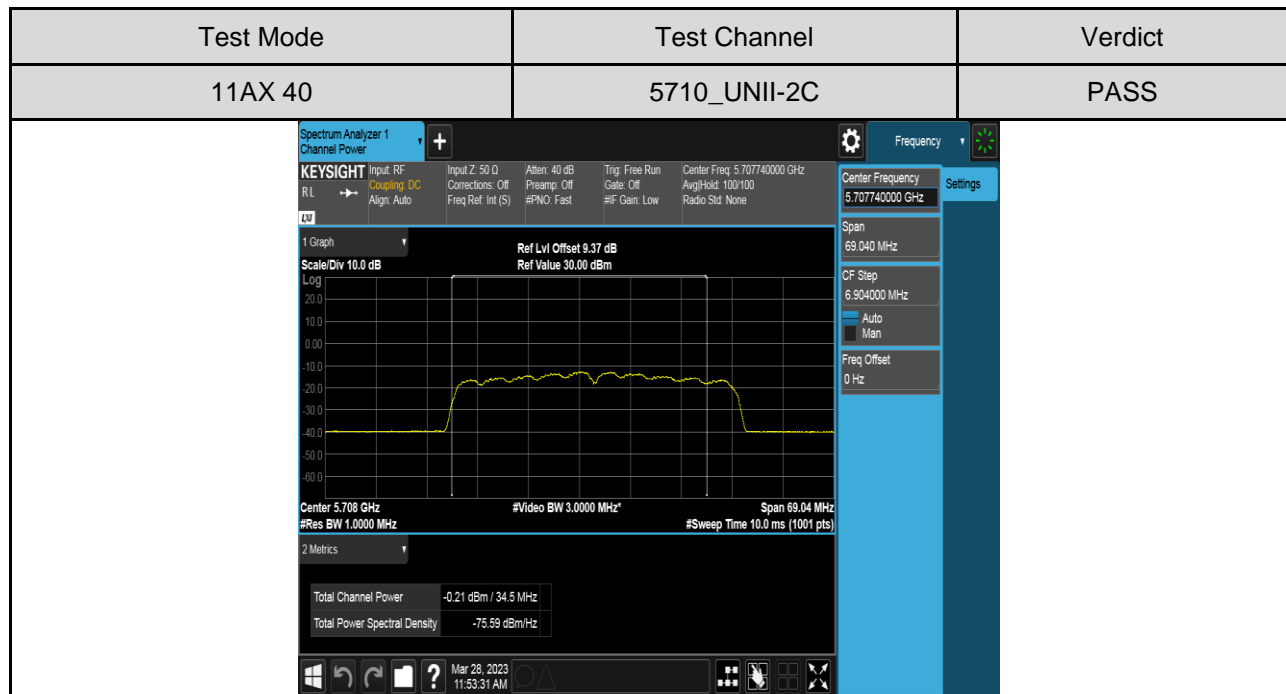 Test Mode Test Channel Verdict
11AX 40 5710_UNII-2C PASS
Spectrum Analyzer 1
Channel Power
+
Frequency
KEYSIGHT Input: RF Input Z: 50 Ω Atten: 40 dB Trig: Free Run Center Freq: 5.707740000 GHz
RL Coupling: DC Corrections: Off Preamp: Off Gate: Off Avg|Hold: 100/100
Align: Auto Freq Ref: Int (S) #PNO: Fast #IF Gain: Low Radio Std: None
LXI
Center Frequency
5.707740000 GHz
Settings
Span
69.040 MHz
CF Step
6.904000 MHz
Auto
Man
Freq Offset
0 Hz
1 Graph
Ref Lvl Offset 9.37 dB
Scale/Div 10.0 dB Ref Value 30.00 dBm
Log
20.0
10.0
0.00
-10.0
-20.0
-30.0
-40.0
-50.0
-60.0
Center 5.708 GHz #Video BW 3.0000 MHz* Span 69.04 MHz
#Res BW 1.0000 MHz #Sweep Time 10.0 ms (1001 pts)
2 Metrics
Total Channel Power -0.21 dBm / 34.5 MHz
Total Power Spectral Density -75.59 dBm/Hz
? Mar 28, 2023
11:53:31 AM